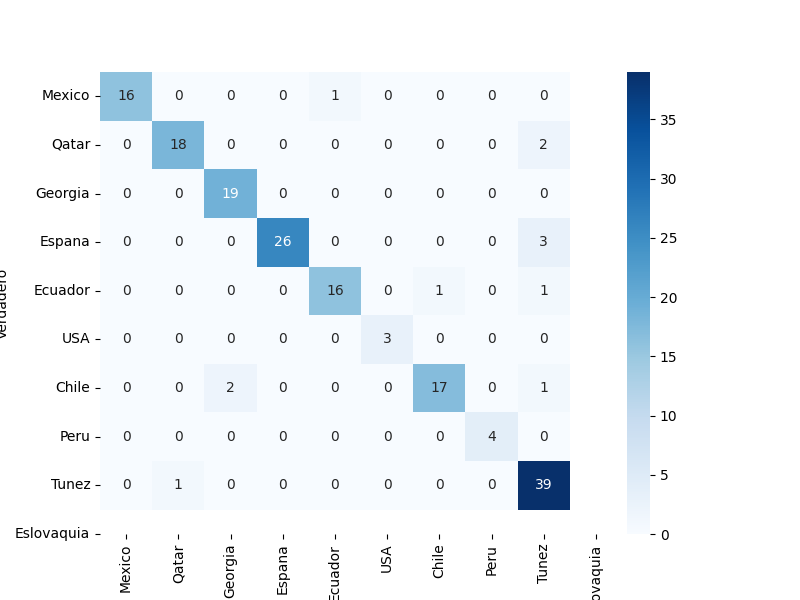 Mexico 16 0 0 0 1 0 0 0 0
Qatar 0 18 0 0 0 0 0 0 2
Georgia 0 0 19 0 0 0 0 0 0
Espana 0 0 0 26 0 0 0 0 3
Ecuador 0 0 0 0 16 0 1 0 1
USA 0 0 0 0 0 3 0 0 0
Chile 0 0 2 0 0 0 17 0 1
Peru 0 0 0 0 0 0 0 4 0
Tunez 0 1 0 0 0 0 0 0 39
Eslovaquia
Mexico
Qatar
Georgia
Espana
Ecuador
USA
Chile
Peru
Tunez
ovaquia
Verdadero
35
30
25
20
15
10
5
0